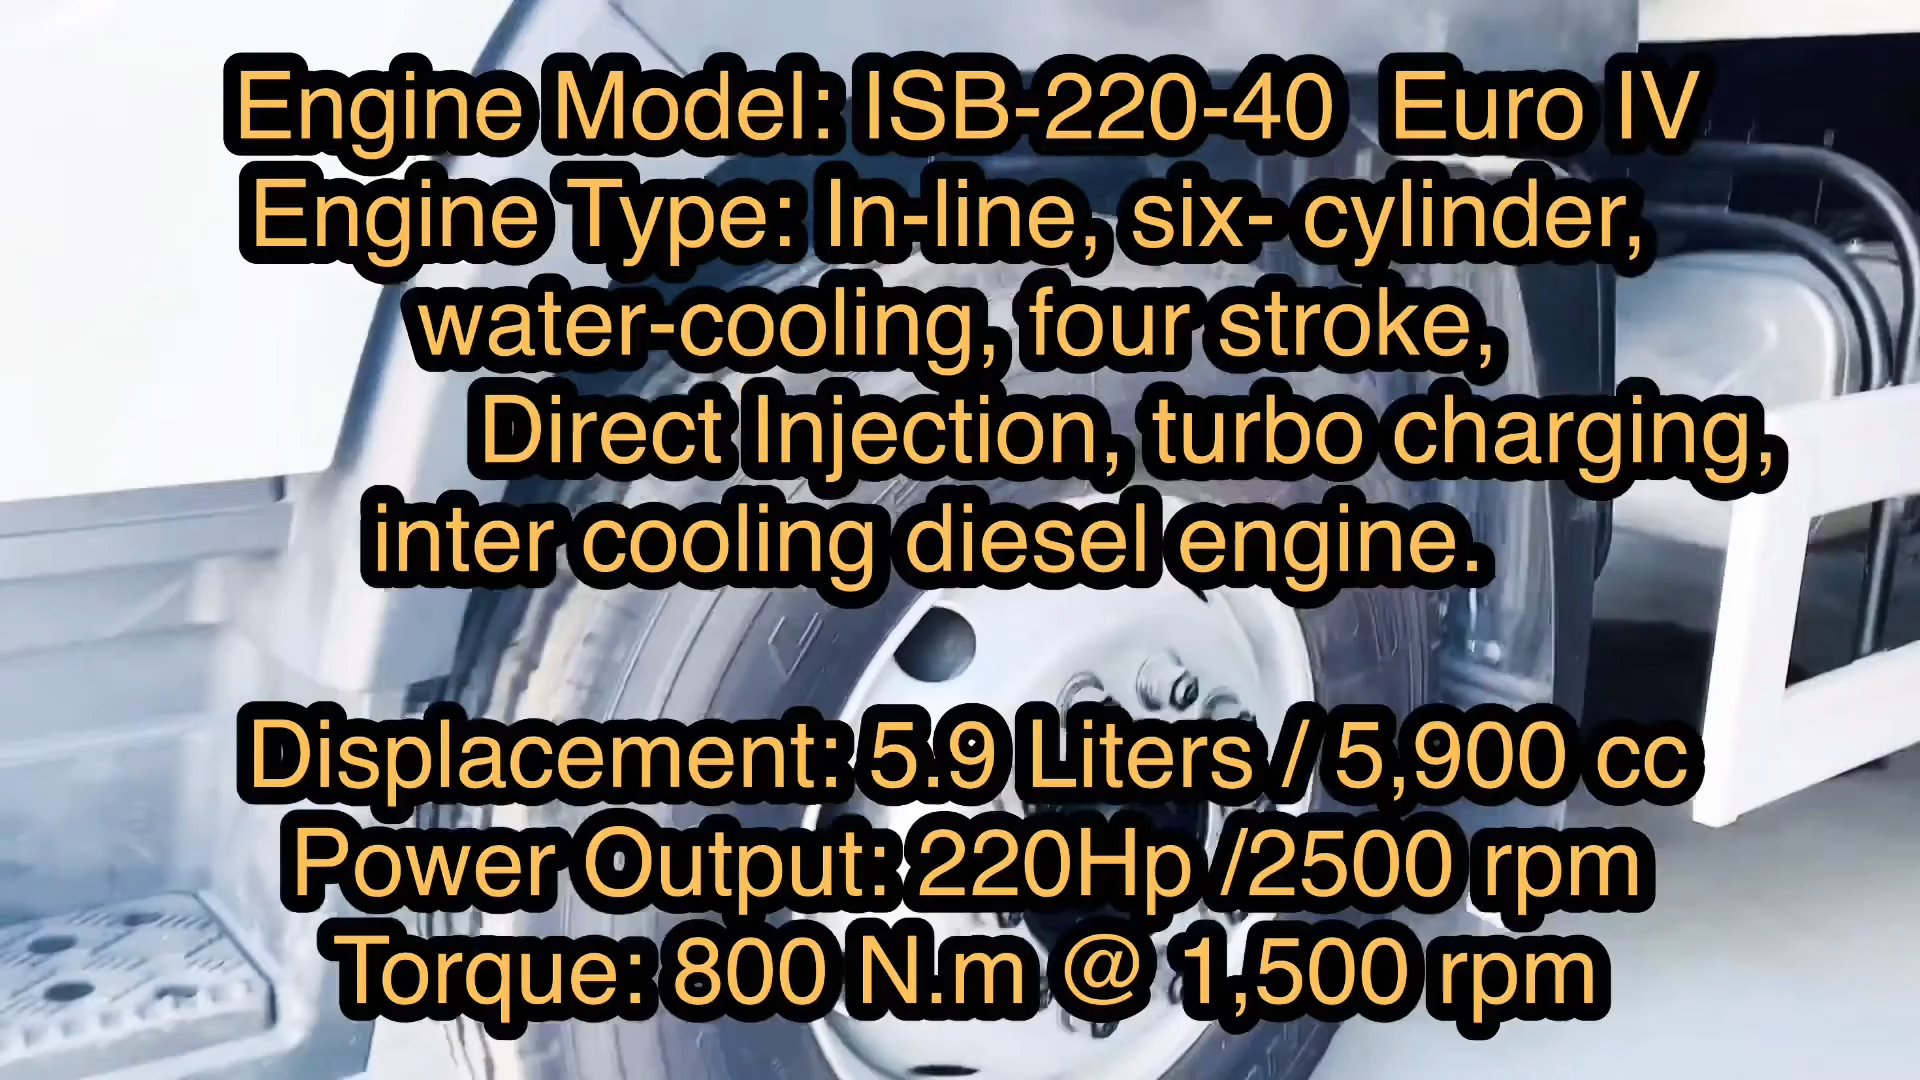 Engine Model: ISB-220-40  Euro IV
Engine Type: In-line, six- cylinder,
water-cooling, four stroke,
Direct Injection, turbo charging,
inter cooling diesel engine.
Displacement: 5.9 Liters / 5,900 cc
Power Output: 220Hp /2500 rpm
Torque: 800 N.m @ 1,500 rpm